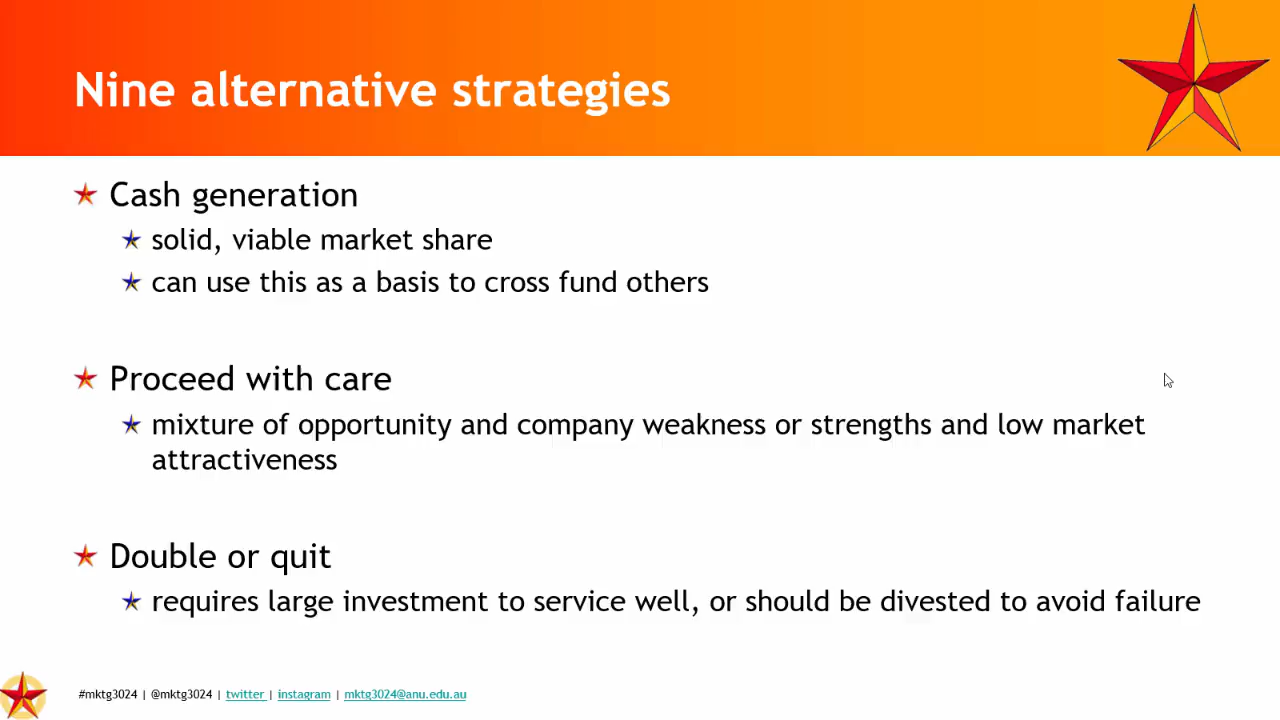 Nine alternative strategies
Cash generation
solid, viable market share
can use this as a basis to cross fund others
Proceed with care
mixture of opportunity and company weakness or strengths and low market
attractiveness
Double or quit
requires large investment to service well, or should be divested to avoid failure
#mktg3024 | @mktg3024 | twitter | instagram | mktg3024@anu.edu.au